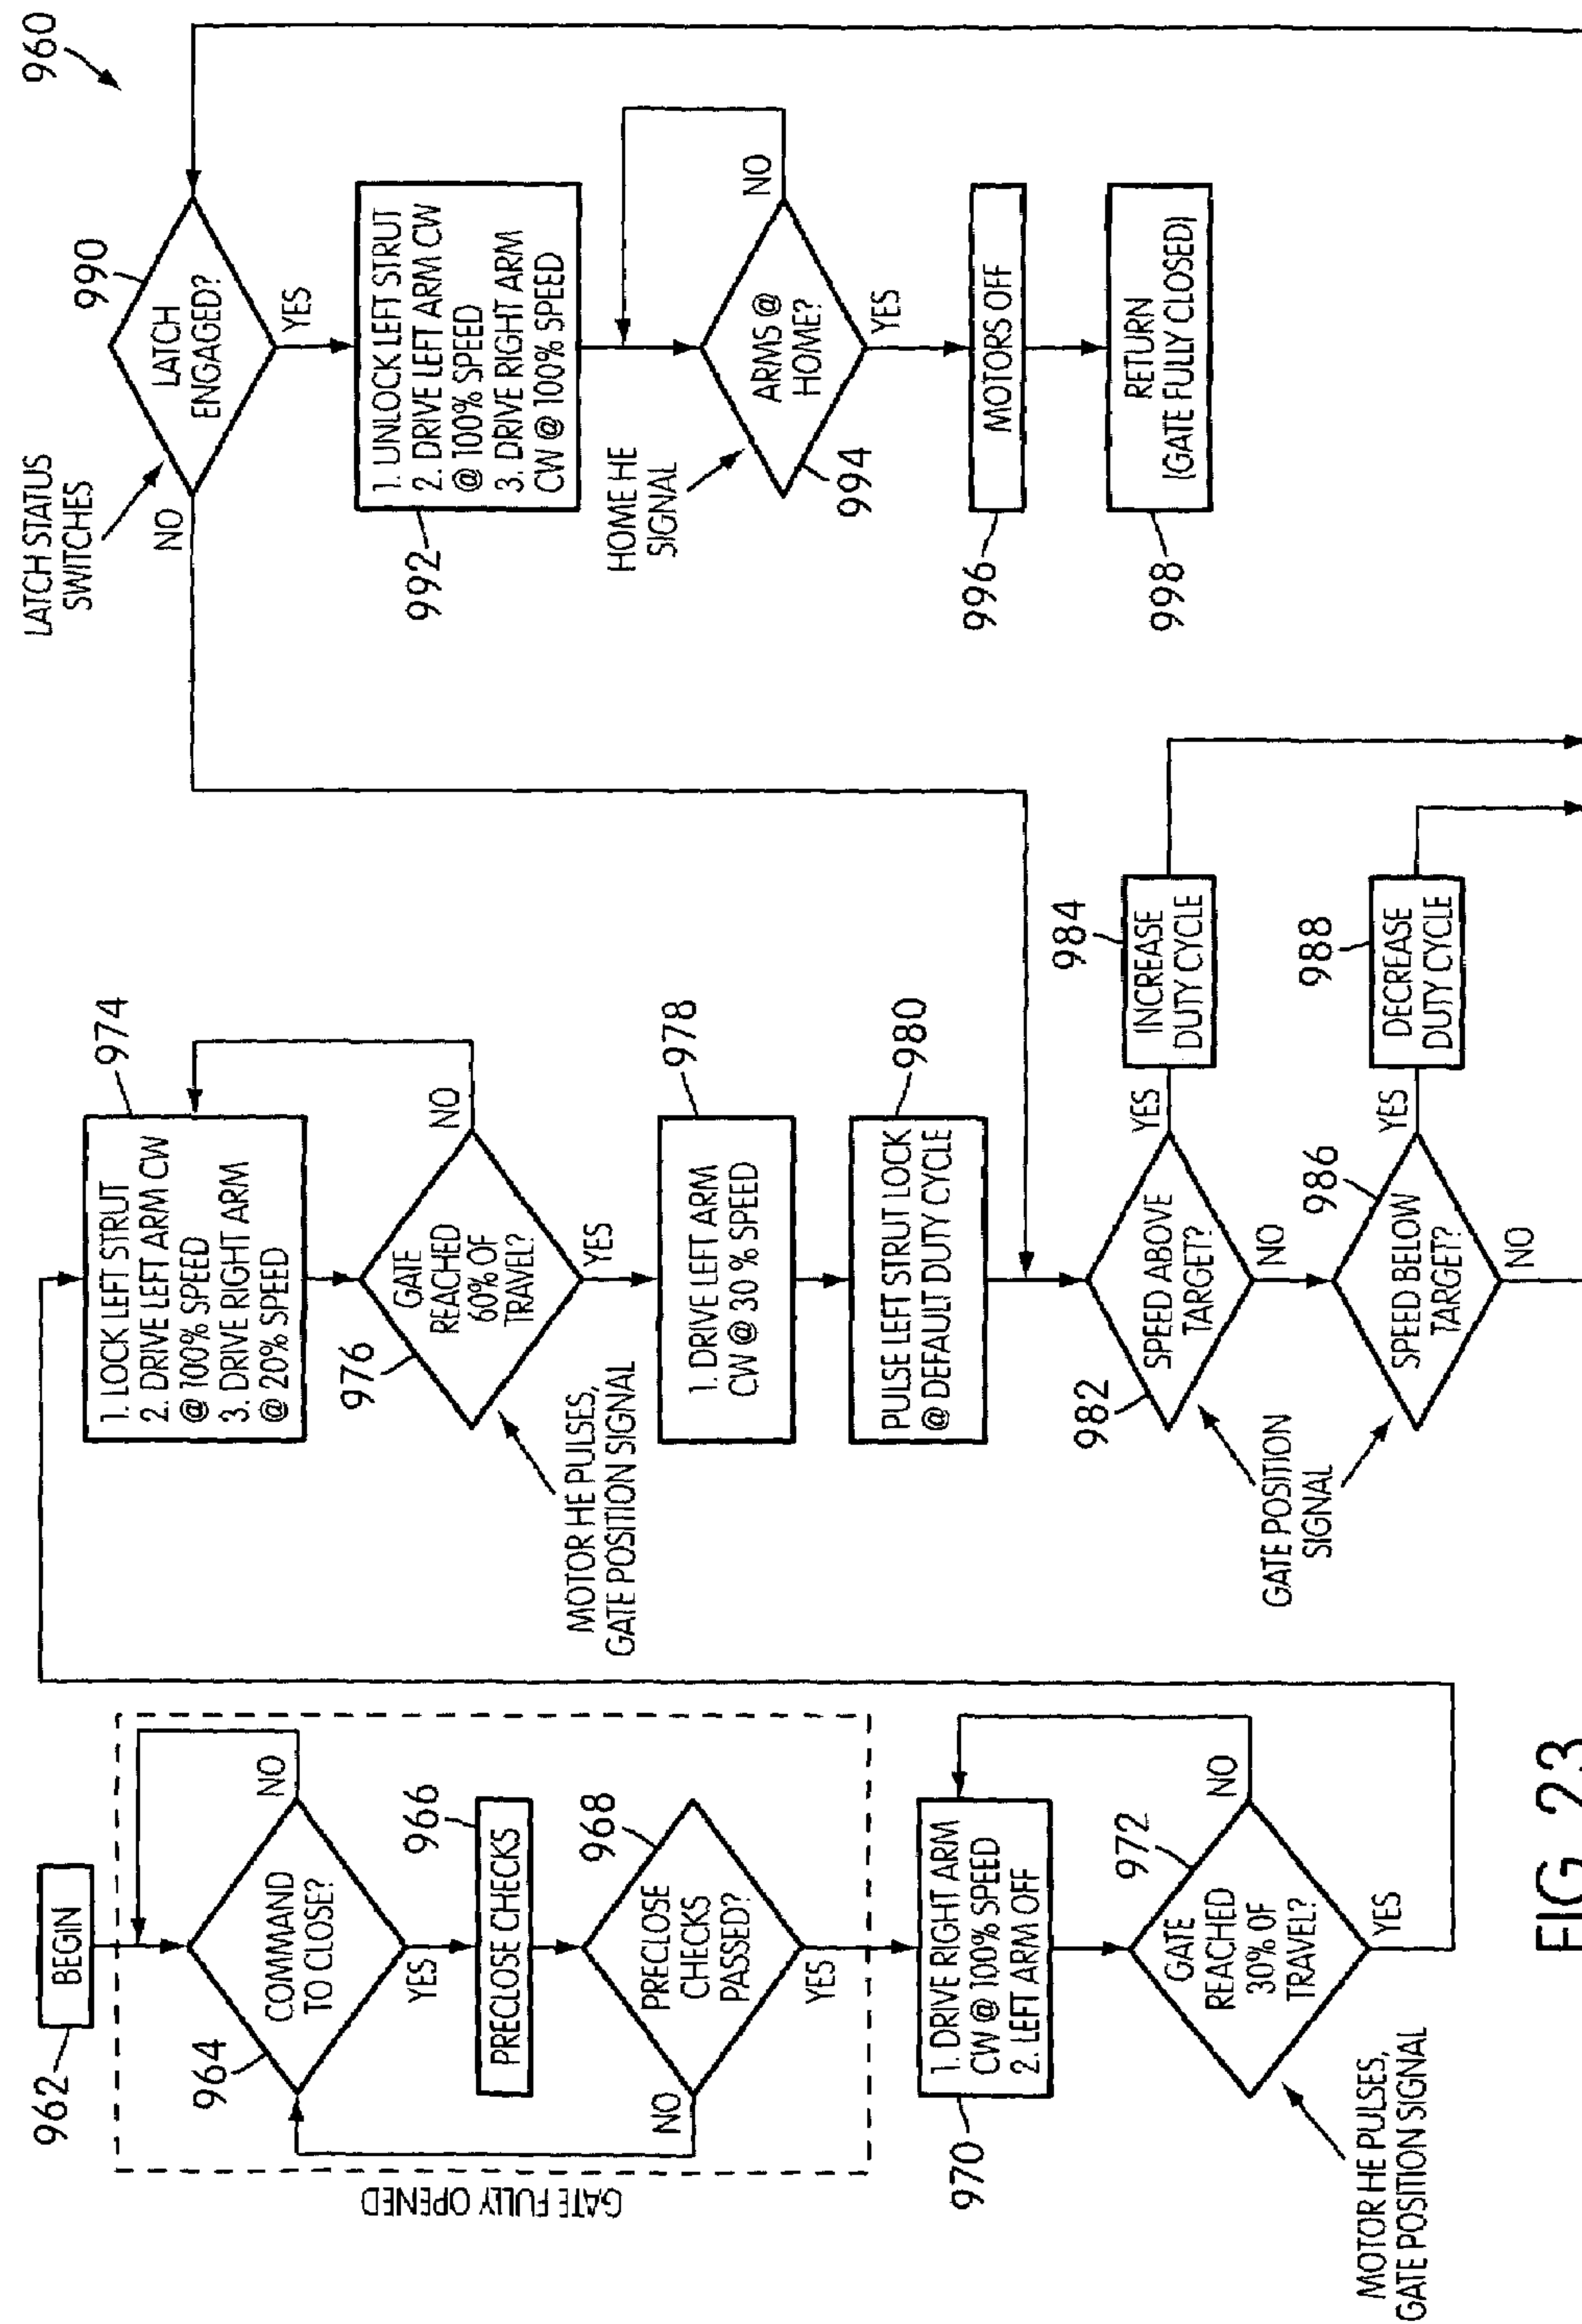 960
962
BEGIN
GATE FULLY OPENED
964
COMMAND
TO CLOSE?
NO
YES
966
PRECLOSE CHECKS
968
PRECLOSE
CHECKS
PASSED?
NO
YES
970
1. DRIVE RIGHT ARM
CW @ 100% SPEED
2. LEFT ARM OFF
972
GATE
REACHED
30% OF
TRAVEL?
NO
YES
MOTOR HE PULSES,
GATE POSITION SIGNAL
974
1. LOCK LEFT STRUT
2. DRIVE LEFT ARM CW
@ 100% SPEED
3. DRIVE RIGHT ARM
@ 20% SPEED
976
GATE
REACHED
60% OF
TRAVEL?
NO
YES
MOTOR HE PULSES,
GATE POSITION SIGNAL
978
1. DRIVE LEFT ARM
CW @ 30 % SPEED
980
PULSE LEFT STRUT LOCK
@ DEFAULT DUTY CYCLE
982
SPEED ABOVE
TARGET?
YES
NO
984
INCREASE
DUTY CYCLE
GATE POSITION
SIGNAL
986
SPEED BELOW
TARGET?
YES
NO
988
DECREASE
DUTY CYCLE
LATCH STATUS
SWITCHES
990
LATCH
ENGAGED?
NO
YES
992
1. UNLOCK LEFT STRUT
2. DRIVE LEFT ARM CW
@ 100% SPEED
3. DRIVE RIGHT ARM
CW @ 100% SPEED
HOME HE
SIGNAL
994
ARMS @
HOME?
NO
YES
996
MOTORS OFF
998
RETURN
(GATE FULLY CLOSED)
FIG. 23